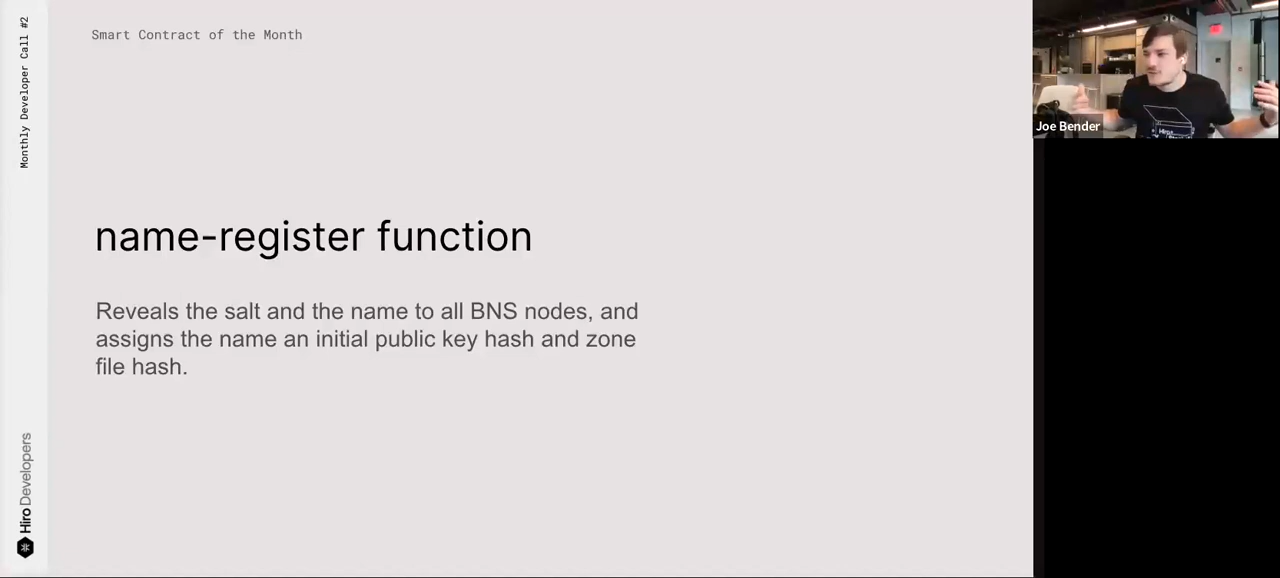 Monthly Developer Call #2
Smart Contract of the Month
name-register function
Reveals the salt and the name to all BNS nodes, and
assigns the name an initial public key hash and zone
file hash.
Hiro Developers
Joe Bender
Hiro